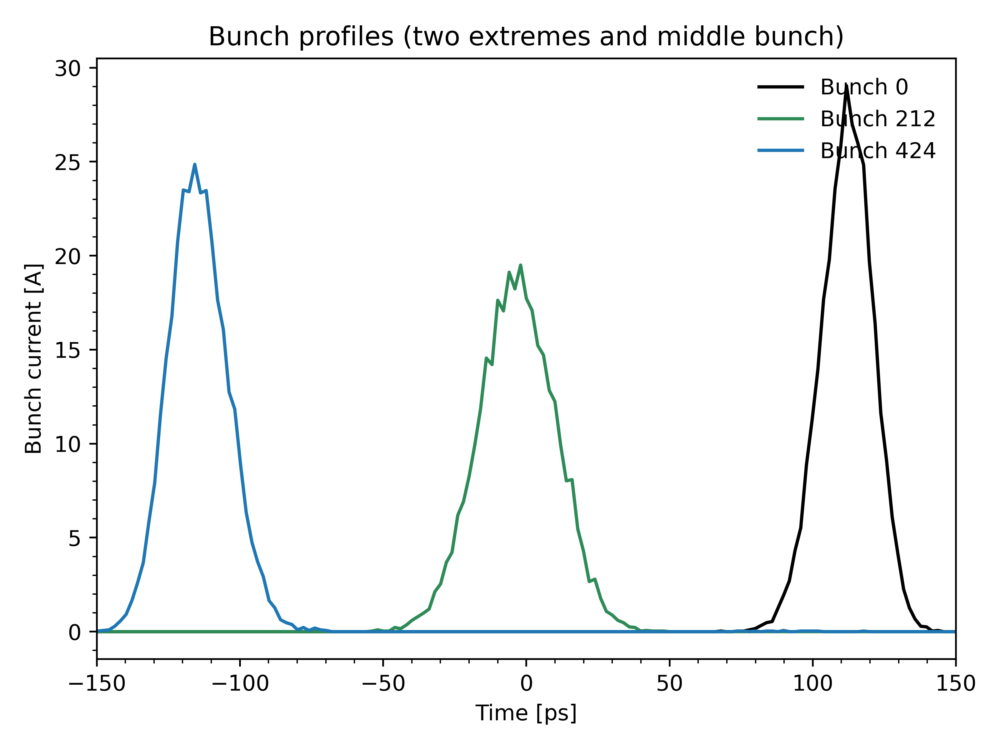 Bunch profiles (two extremes and middle bunch)
30
25
20
15
10
5
0
Bunch current [A]
Bunch 0
Bunch 212
Bunch 424
−150 −100 −50 0 50 100 150
Time [ps]